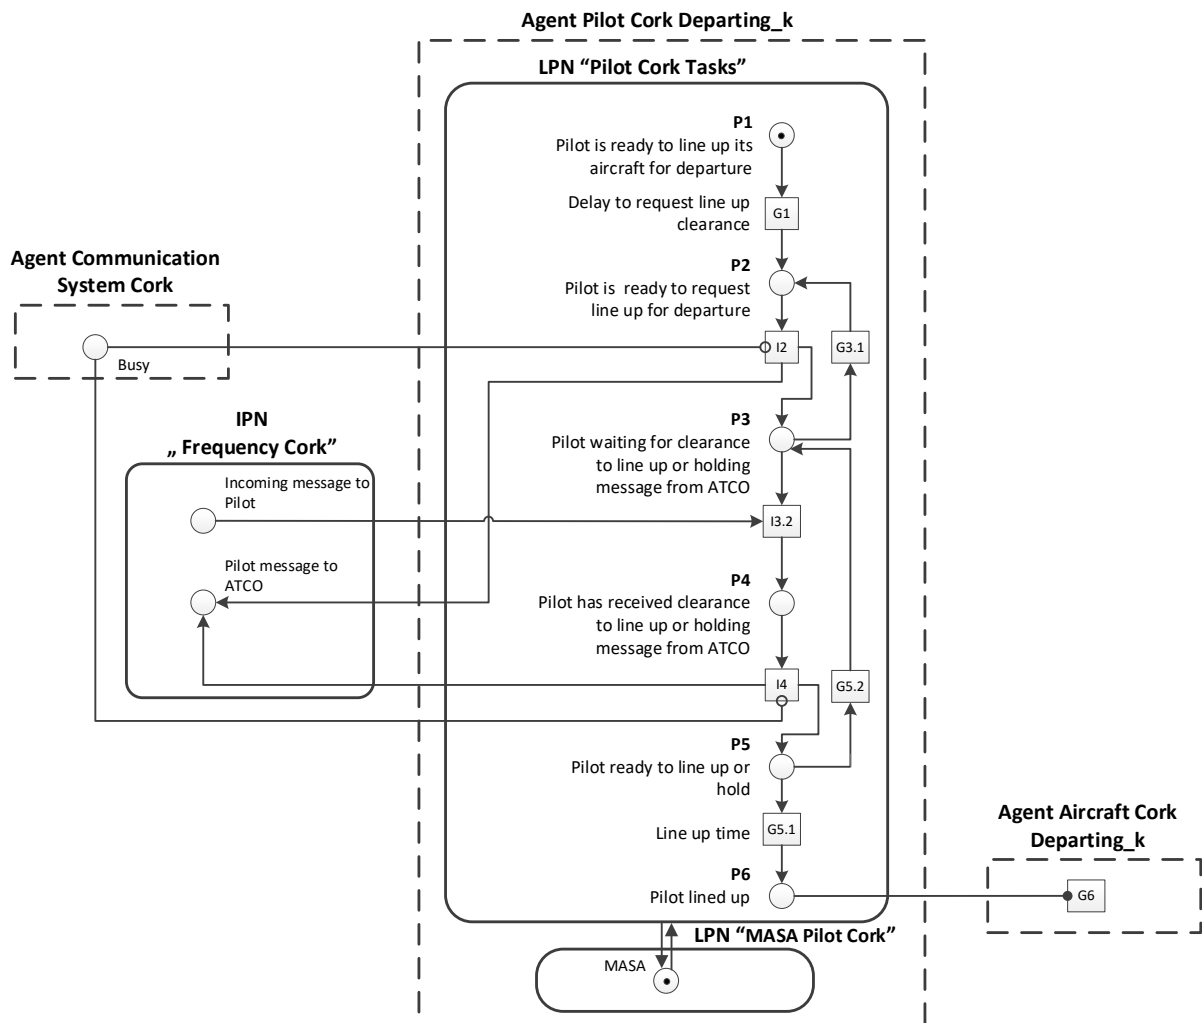 Agent Pilot Cork Departing_k
LPN “Pilot Cork Tasks”
P1
Pilot is ready to line up its
aircraft for departure
Delay to request line up
clearance
G1
Agent Communication
System Cork
P2
Pilot is ready to request
line up for departure
Busy
I2
G3.1
IPN
„ Frequency Cork”
P3
Pilot waiting for clearance
to line up or holding
message from ATCO
Incoming message to
Pilot
I3.2
Pilot message to
ATCO
P4
Pilot has received clearance
to line up or holding
message from ATCO
I4
G5.2
P5
Pilot ready to line up or
hold
Line up time
G5.1
Agent Aircraft Cork
Departing_k
P6
Pilot lined up
G6
LPN “MASA Pilot Cork”
MASA